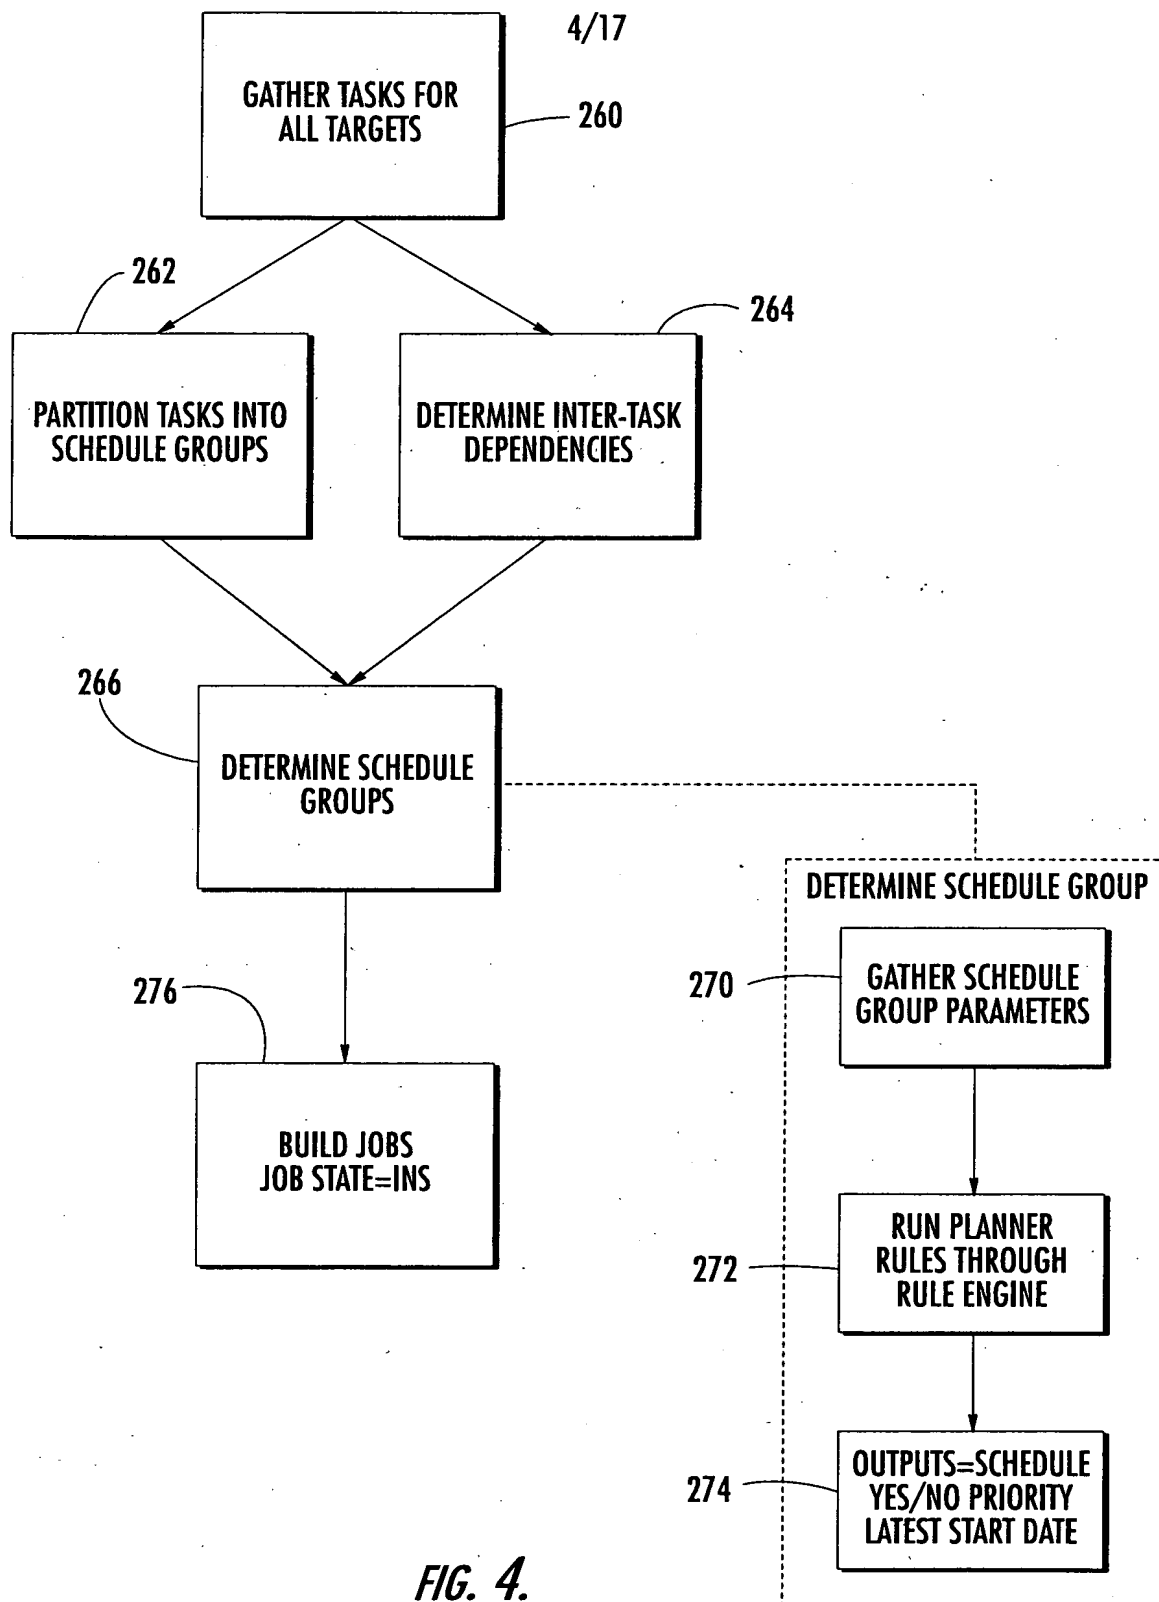 4/17
GATHER TASKS FOR
ALL TARGETS
260
262
264
PARTITION TASKS INTO
SCHEDULE GROUPS
DETERMINE INTER-TASK
DEPENDENCIES
266
DETERMINE SCHEDULE
GROUPS
DETERMINE SCHEDULE GROUP
270
GATHER SCHEDULE
GROUP PARAMETERS
276
BUILD JOBS
JOB STATE=INS
272
RUN PLANNER
RULES THROUGH
RULE ENGINE
274
OUTPUTS=SCHEDULE
YES/NO PRIORITY
LATEST START DATE
FIG. 4.